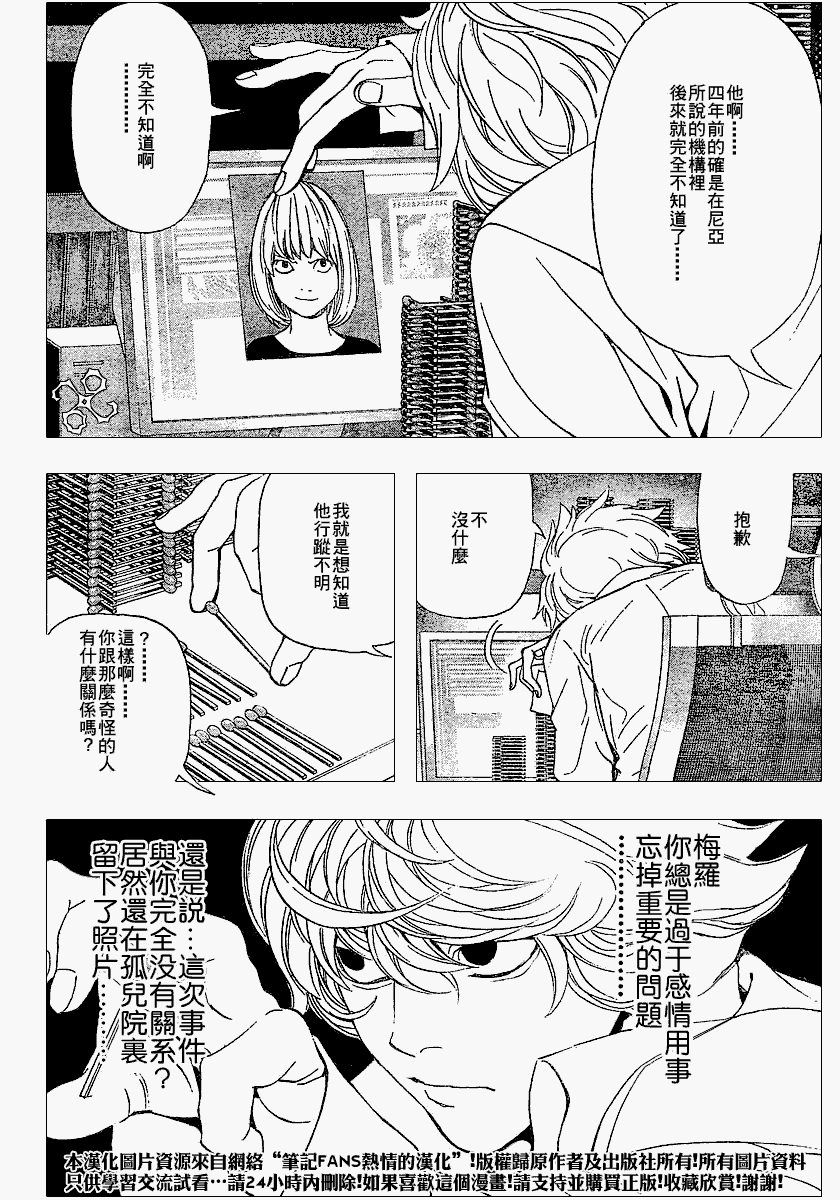 他啊……
四年前的確是在尼亞
所說的機構裡
後來就完全不知道了……
完全不知道啊
…………
抱歉
不
沒什麼
我就是想知道
他行蹤不明
？……
這樣啊……
你跟那麼奇怪的人
有什麼關係嗎？
梅羅
你總是過于感情用事
忘掉重要的問題
…………
還是説…這次事件
與你完全没有關系？
居然還在孤兒院裏
留下了照片………
本漢化圖片資源來自網絡“筆記FANS熱情的漢化”!版權歸原作者及出版社所有!所有圖片資料
只供學習交流試看…請24小時內刪除!如果喜歡這個漫畫!請支持並購買正版!收藏欣賞!謝謝!